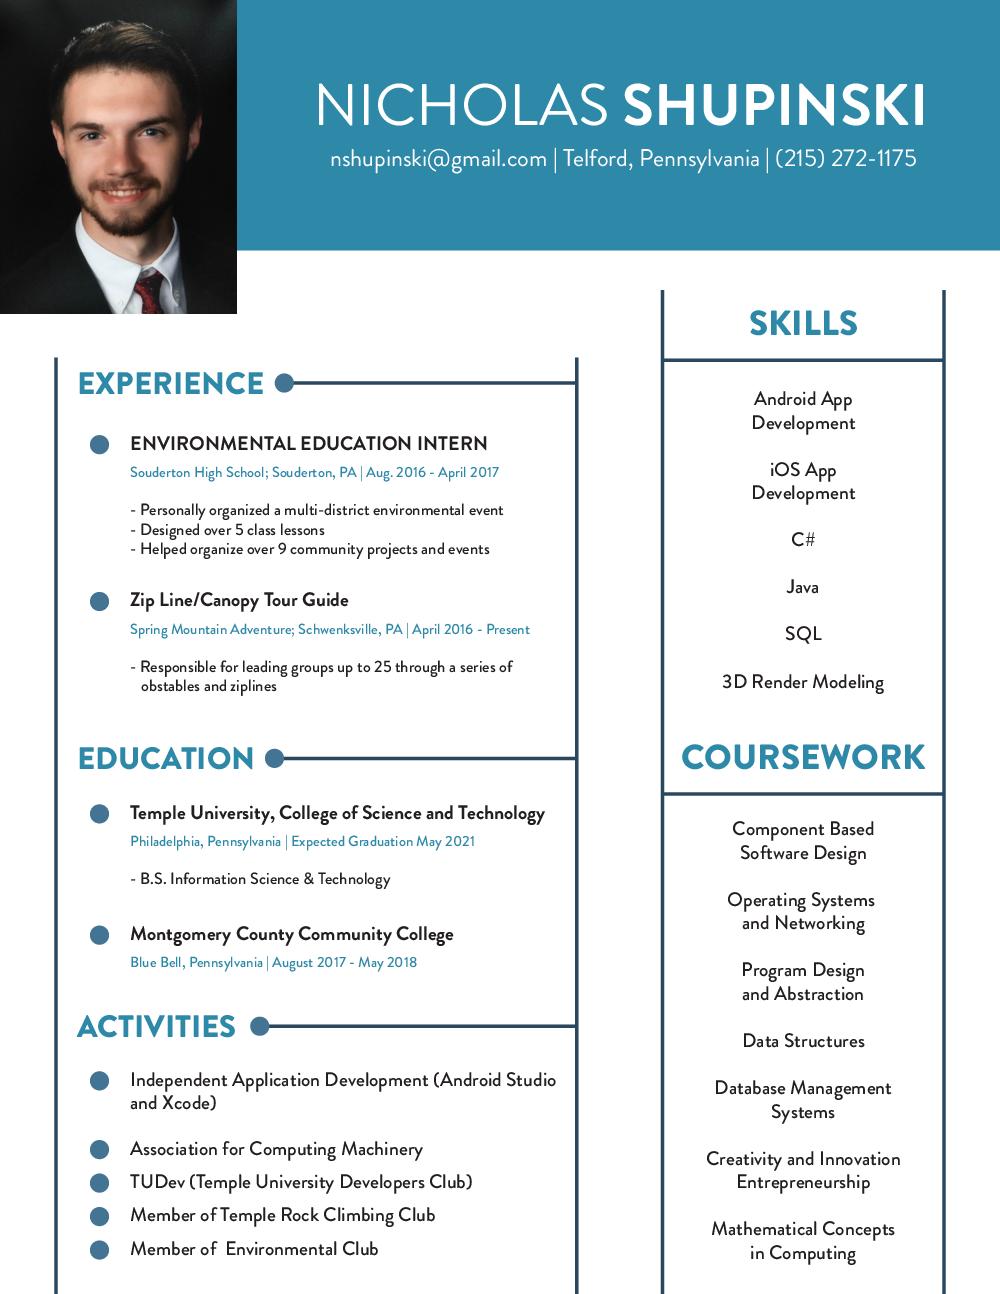 NICHOLAS SHUPINSKI
nshupinski@gmail.com | Telford, Pennsylvania | (215) 272-1175
EXPERIENCE
ENVIRONMENTAL EDUCATION INTERN
Souderton High School; Souderton, PA | Aug. 2016 - April 2017
- Personally organized a multi-district environmental event
- Designed over 5 class lessons
- Helped organize over 9 community projects and events
Zip Line/Canopy Tour Guide
Spring Mountain Adventure; Schwenksville, PA | April 2016 - Present
- Responsible for leading groups up to 25 through a series of
obstables and ziplines
EDUCATION
Temple University, College of Science and Technology
Philadelphia, Pennsylvania | Expected Graduation May 2021
- B.S. Information Science & Technology
Montgomery County Community College
Blue Bell, Pennsylvania | August 2017 - May 2018
ACTIVITIES
Independent Application Development (Android Studio
and Xcode)
Association for Computing Machinery
TUDev (Temple University Developers Club)
Member of Temple Rock Climbing Club
Member of Environmental Club
SKILLS
Android App
Development
iOS App
Development
C#
Java
SQL
3D Render Modeling
COURSEWORK
Component Based
Software Design
Operating Systems
and Networking
Program Design
and Abstraction
Data Structures
Database Management
Systems
Creativity and Innovation
Entrepreneurship
Mathematical Concepts
in Computing